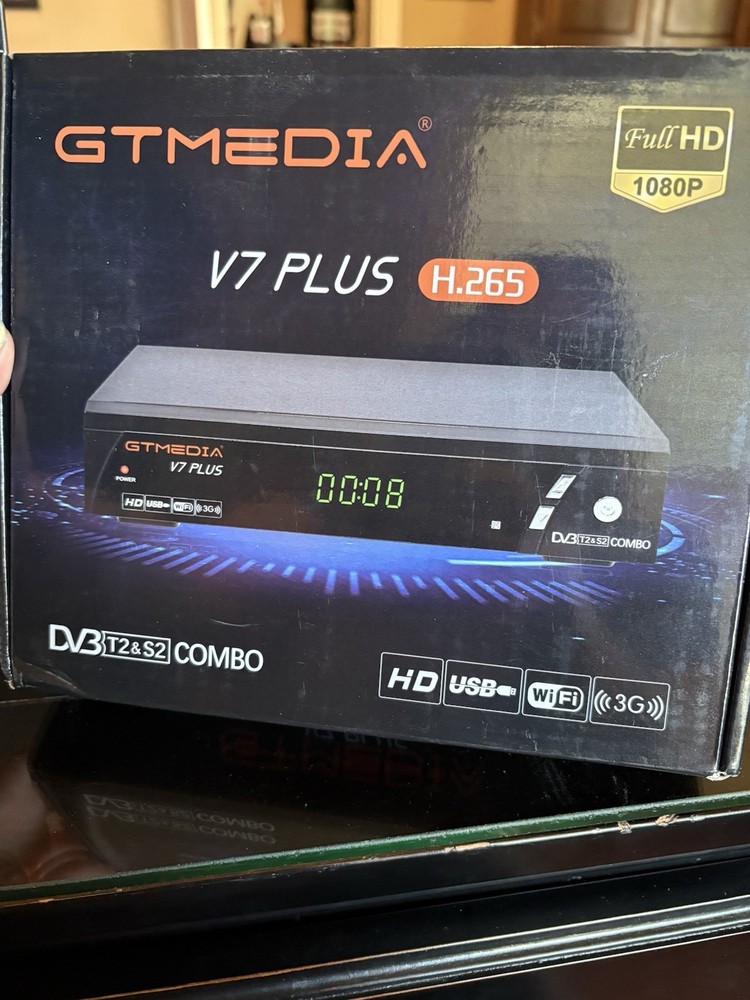 GTMEDIA®
Full HD
1080P
V7 PLUS H.265
GTMEDIA
V7 PLUS
POWER
HD USB WiFi 3G
00:08
DVB T2&S2 COMBO
DVB T2&S2 COMBO
HD USB WiFi 3G